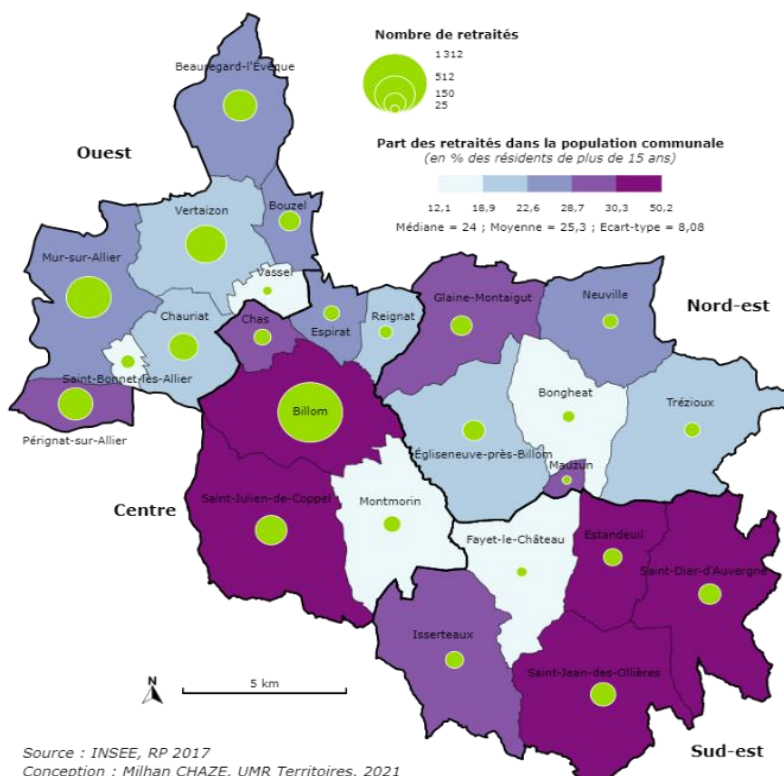 Nombre de retraités
1 312
512
150
25
Beauregard-l'Évêque
Ouest
Part des retraités dans la population communale
(en % des résidents de plus de 15 ans)
12,1 18,9 22,6 28,7 30,3 50,2
Médiane = 24 ; Moyenne = 25,3 ; Ecart-type = 8,08
Vertaizon
Bouzel
Mur-sur-Allier
Vassel
Glaine-Montaigut
Neuville
Nord-est
Chauriat
Chas
Espirat
Reignat
Saint-Bonnet-lès-Allier
Bongheat
Trézioux
Billom
Pérignat-sur-Allier
Égliseneuve-près-Billom
Mauzun
Saint-Julien-de-Coppel
Montmorin
Centre
Fayet-le-Château
Estandeuil
Saint-Dier-d'Auvergne
Isserteaux
Saint-Jean-des-Ollières
N
5 km
Sud-est
Source : INSEE, RP 2017
Conception : Milhan CHAZE, UMR Territoires, 2021